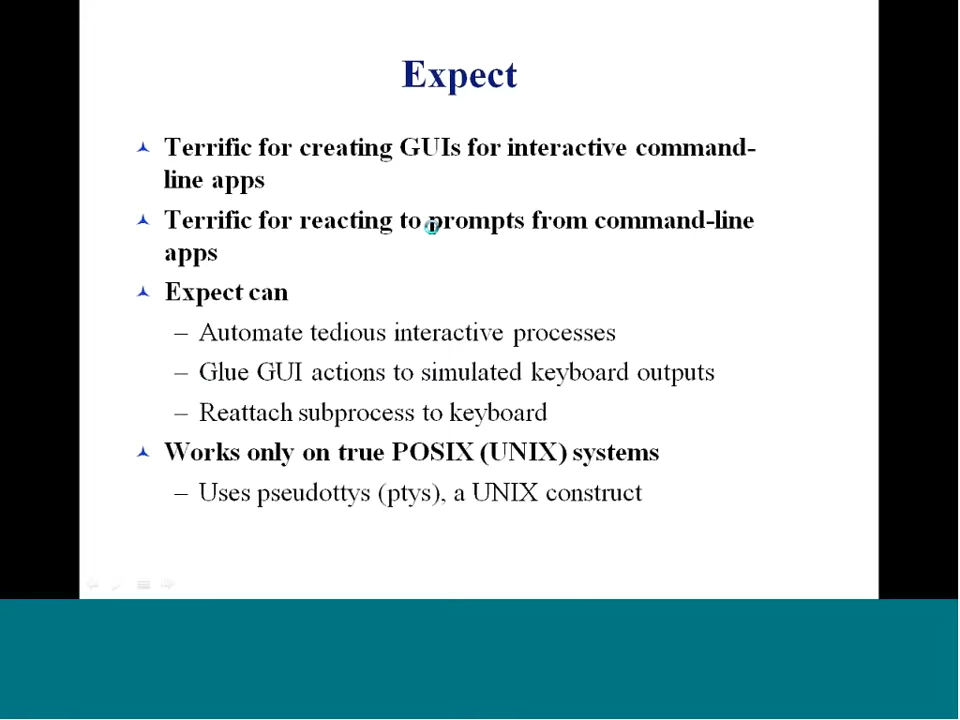 Expect
Terrific for creating GUIs for interactive command-
line apps
Terrific for reacting to prompts from command-line
apps
Expect can
– Automate tedious interactive processes
– Glue GUI actions to simulated keyboard outputs
– Reattach subprocess to keyboard
Works only on true POSIX (UNIX) systems
– Uses pseudottys (ptys), a UNIX construct